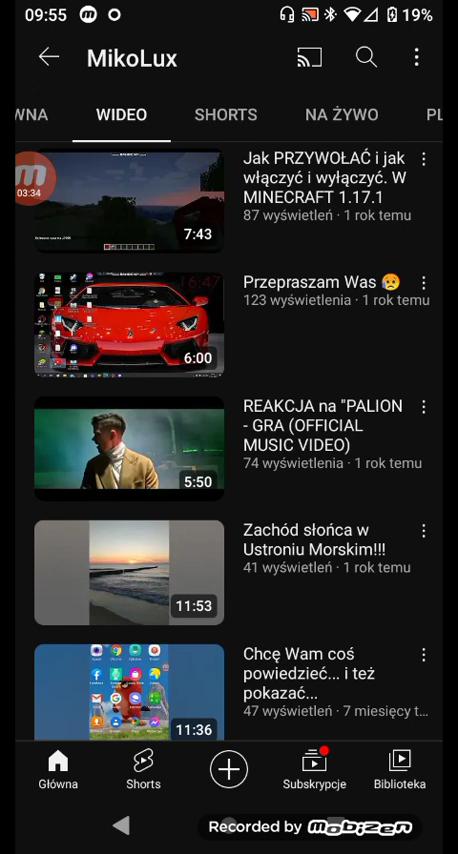 09:55
19%
MikoLux
WNA
WIDEO
SHORTS
NA ŻYWO
PL
03:34
7:43
Jak PRZYWOŁAĆ i jak
włączyć i wyłączyć. W
MINECRAFT 1.17.1
87 wyświetleń · 1 rok temu
16:47
6:00
Przepraszam Was 😥
123 wyświetlenia · 1 rok temu
5:50
REAKCJA na "PALION
- GRA (OFFICIAL
MUSIC VIDEO)
74 wyświetlenia · 1 rok temu
11:53
Zachód słońca w
Ustroniu Morskim!!!
41 wyświetleń · 1 rok temu
11:36
Chcę Wam coś
powiedzieć... i też
pokazać...
47 wyświetleń · 7 miesięcy t...
Główna
Shorts
Subskrypcje
Biblioteka
Recorded by mobizen